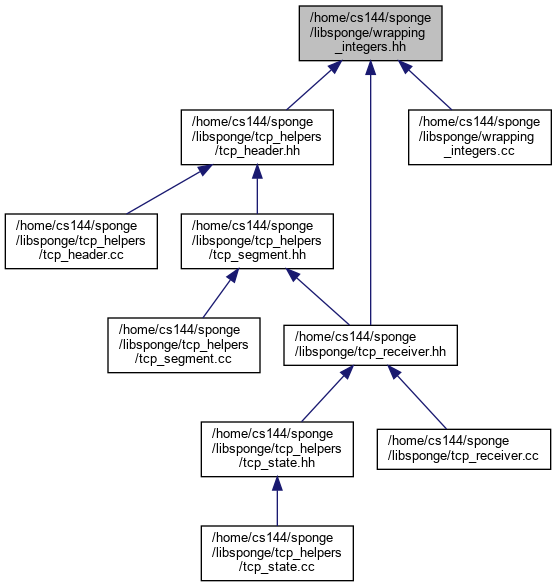 /home/cs144/sponge
/libsponge/wrapping
_integers.hh
/home/cs144/sponge
/libsponge/tcp_helpers
/tcp_header.hh
/home/cs144/sponge
/libsponge/wrapping
_integers.cc
/home/cs144/sponge
/libsponge/tcp_helpers
/tcp_header.cc
/home/cs144/sponge
/libsponge/tcp_helpers
/tcp_segment.hh
/home/cs144/sponge
/libsponge/tcp_helpers
/tcp_segment.cc
/home/cs144/sponge
/libsponge/tcp_receiver.hh
/home/cs144/sponge
/libsponge/tcp_helpers
/tcp_state.hh
/home/cs144/sponge
/libsponge/tcp_receiver.cc
/home/cs144/sponge
/libsponge/tcp_helpers
/tcp_state.cc